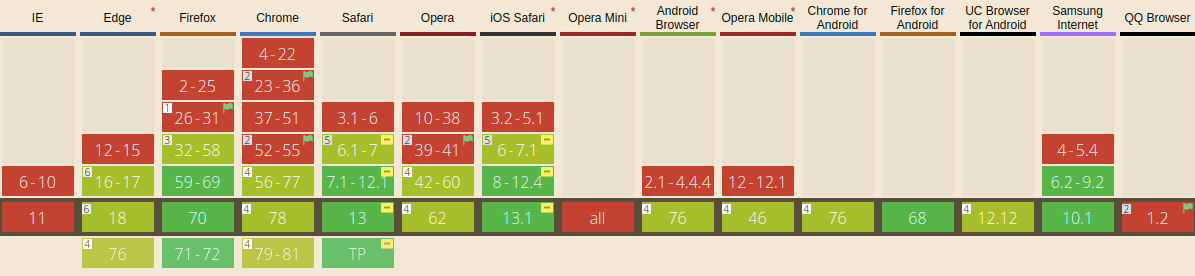 IE Edge * Firefox Chrome Safari Opera iOS Safari * Opera Mini * Android Browser * Opera Mobile * Chrome for Android Firefox for Android UC Browser for Android Samsung Internet QQ Browser
4-22
2-25 2 23-36
1 26-31 37-51 3.1-6 10-38 3.2-5.1
12-15 3 32-58 2 52-55 5 6.1-7 2 39-41 5 6-7.1 4-5.4
6-10 6 16-17 59-69 4 56-77 7.1-12.1 4 42-60 8-12.4 2.1-4.4.4 12-12.1 6.2-9.2
11 6 18 70 4 78 13 4 62 13.1 all 4 76 4 46 4 76 68 4 12.12 10.1 2 1.2
4 76 71-72 4 79-81 TP